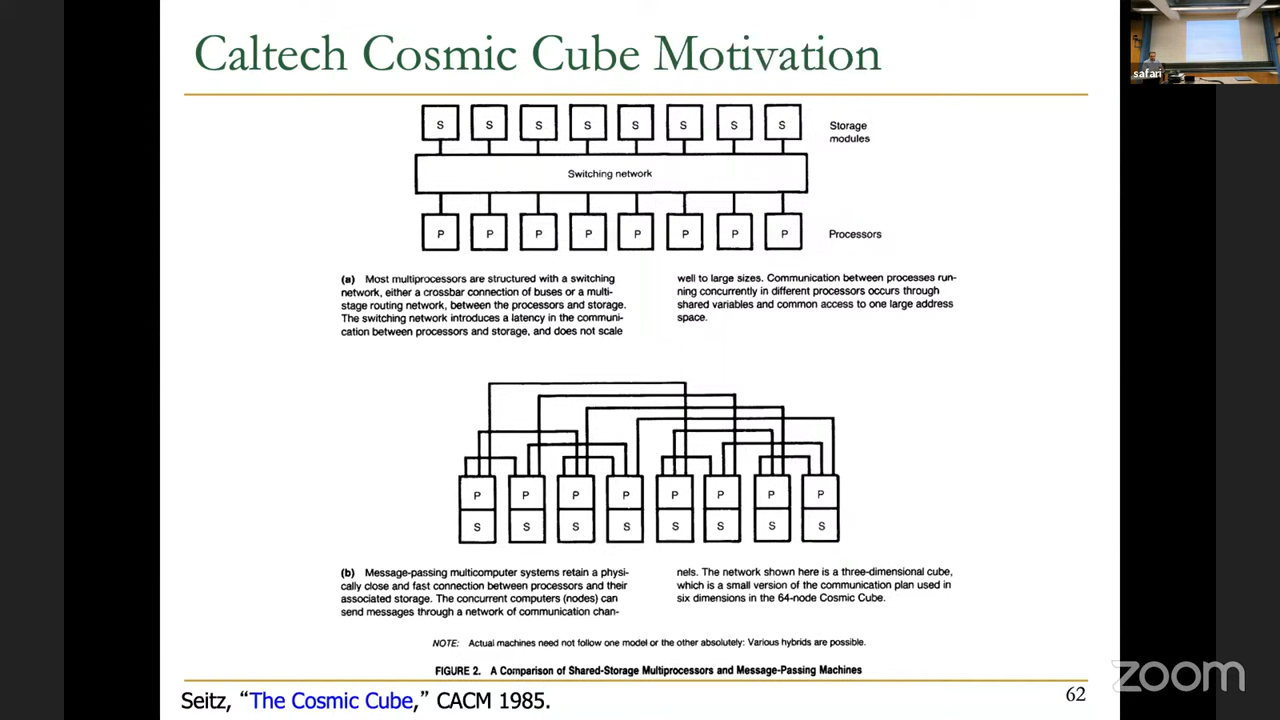 Caltech Cosmic Cube Motivation
safari
S S S S S S S S
Storage
modules
Switching network
P P P P P P P P
Processors
(a) Most multiprocessors are structured with a switching
network, either a crossbar connection of buses or a multi-
stage routing network, between the processors and storage.
The switching network introduces a latency in the communi-
cation between processors and storage, and does not scale
well to large sizes. Communication between processes run-
ning concurrently in different processors occurs through
shared variables and common access to one large address
space.
P P P P P P P P
S S S S S S S S
(b) Message-passing multicomputer systems retain a physi-
cally close and fast connection between processors and their
associated storage. The concurrent computers (nodes) can
send messages through a network of communication chan-
nels. The network shown here is a three-dimensional cube,
which is a small version of the communication plan used in
six dimensions in the 64-node Cosmic Cube.
NOTE: Actual machines need not follow one model or the other absolutely: Various hybrids are possible.
FIGURE 2. A Comparison of Shared-Storage Multiprocessors and Message-Passing Machines
Seitz, “The Cosmic Cube,” CACM 1985.
62
zoom